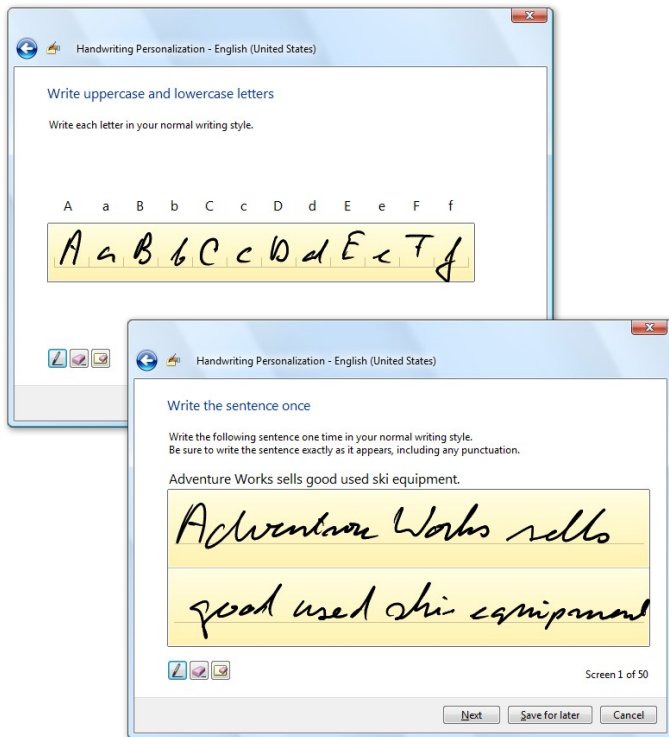 Handwriting Personalization - English (United States)
Write uppercase and lowercase letters
Write each letter in your normal writing style.
A a B b C c D d E e F f
A a B b C c D d E e F f
Handwriting Personalization - English (United States)
Write the sentence once
Write the following sentence one time in your normal writing style.
Be sure to write the sentence exactly as it appears, including any punctuation.
Adventure Works sells good used ski equipment.
Adventure Works sells
good used ski equipment
Screen 1 of 50
Next Save for later Cancel